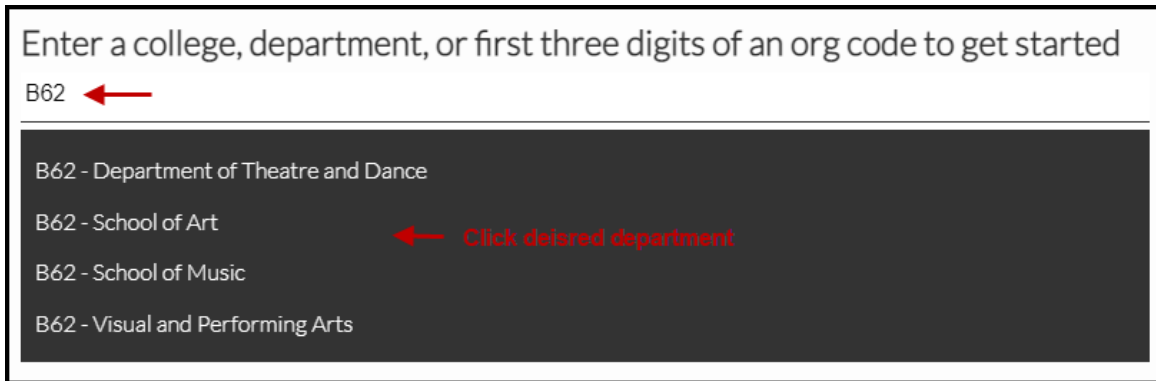 Enter a college, department, or first three digits of an org code to get started
B62
B62 - Department of Theatre and Dance
B62 - School of Art
Click deisred department
B62 - School of Music
B62 - Visual and Performing Arts